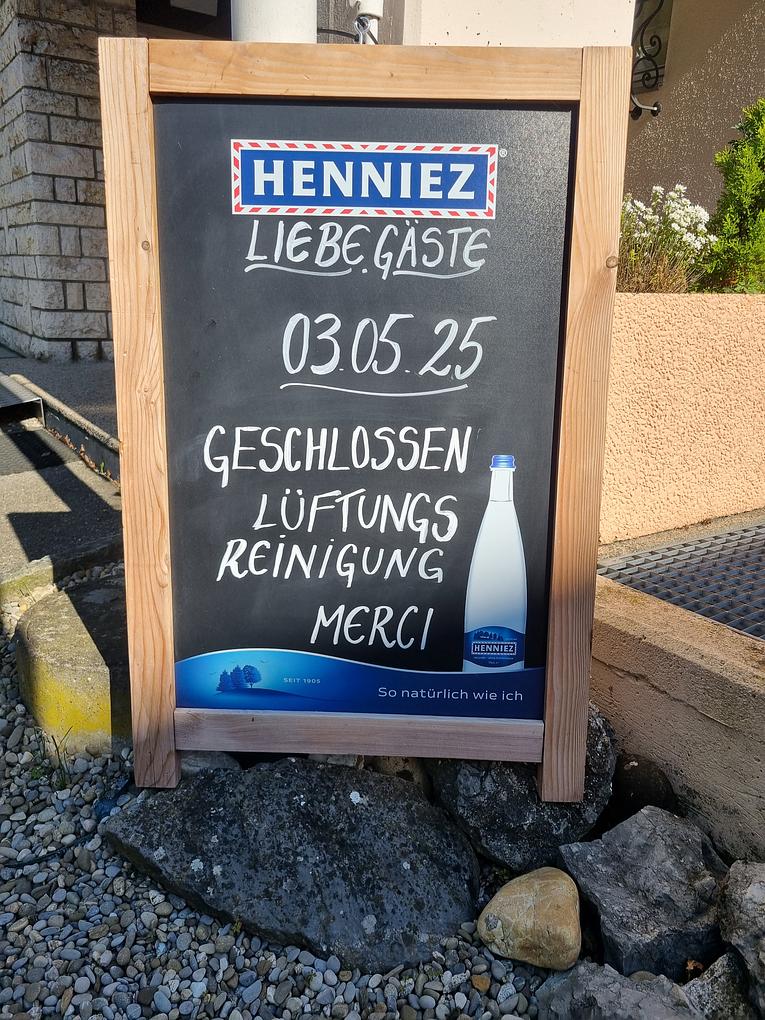 HENNIEZ®
LIEBE GÄSTE
03.05.25
GESCHLOSSEN
LÜFTUNGS
REINIGUNG
MERCI
HENNIEZ
SEIT 1905
So natürlich wie ich